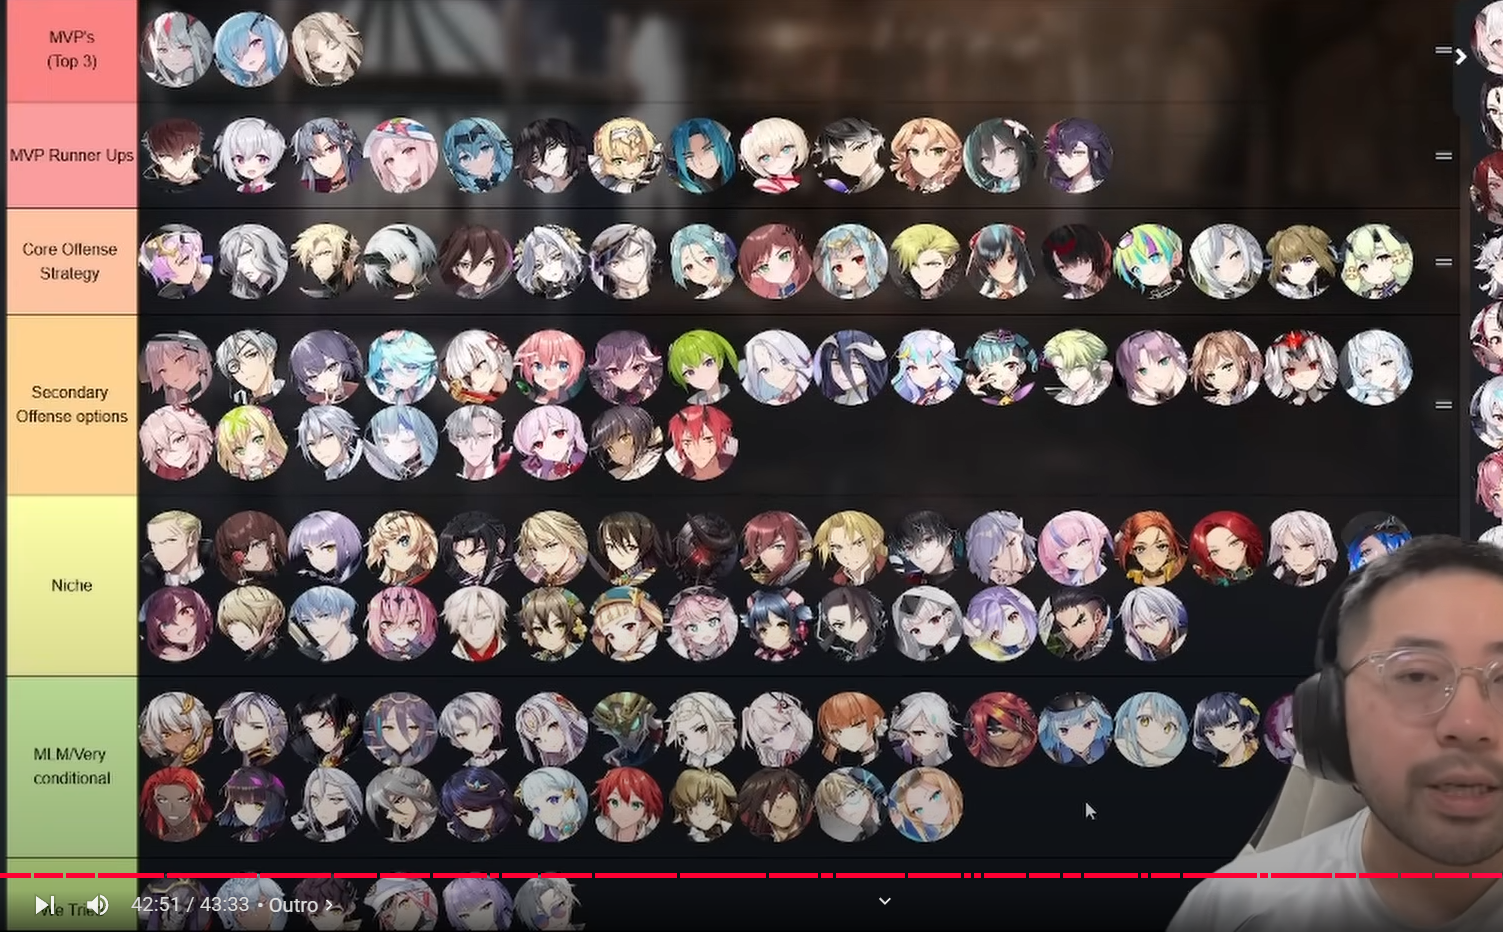 MVP's
(Top 3)
MVP Runner Ups
Core Offense
Strategy
Secondary
Offense options
Niche
MLM/Very
conditional
42:51 / 43:33 • Outro